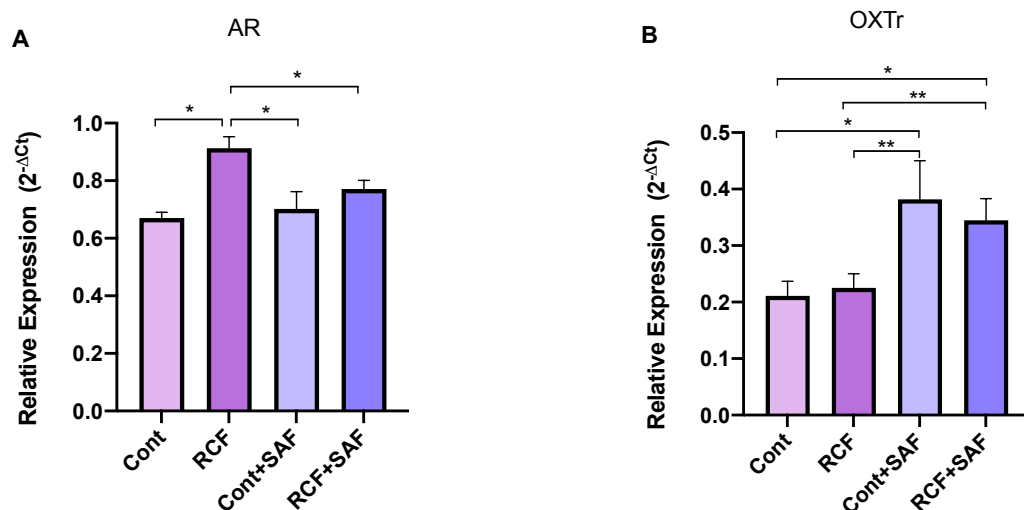 A
AR
*
*
*
Relative Expression (2-ΔCt)
1.0
0.8
0.6
0.4
0.2
0.0
Cont
RCF
Cont+SAF
RCF+SAF
B
OXTr
*
**
*
**
Relative Expression (2-ΔCt)
0.5
0.4
0.3
0.2
0.1
0.0
Cont
RCF
Cont+SAF
RCF+SAF